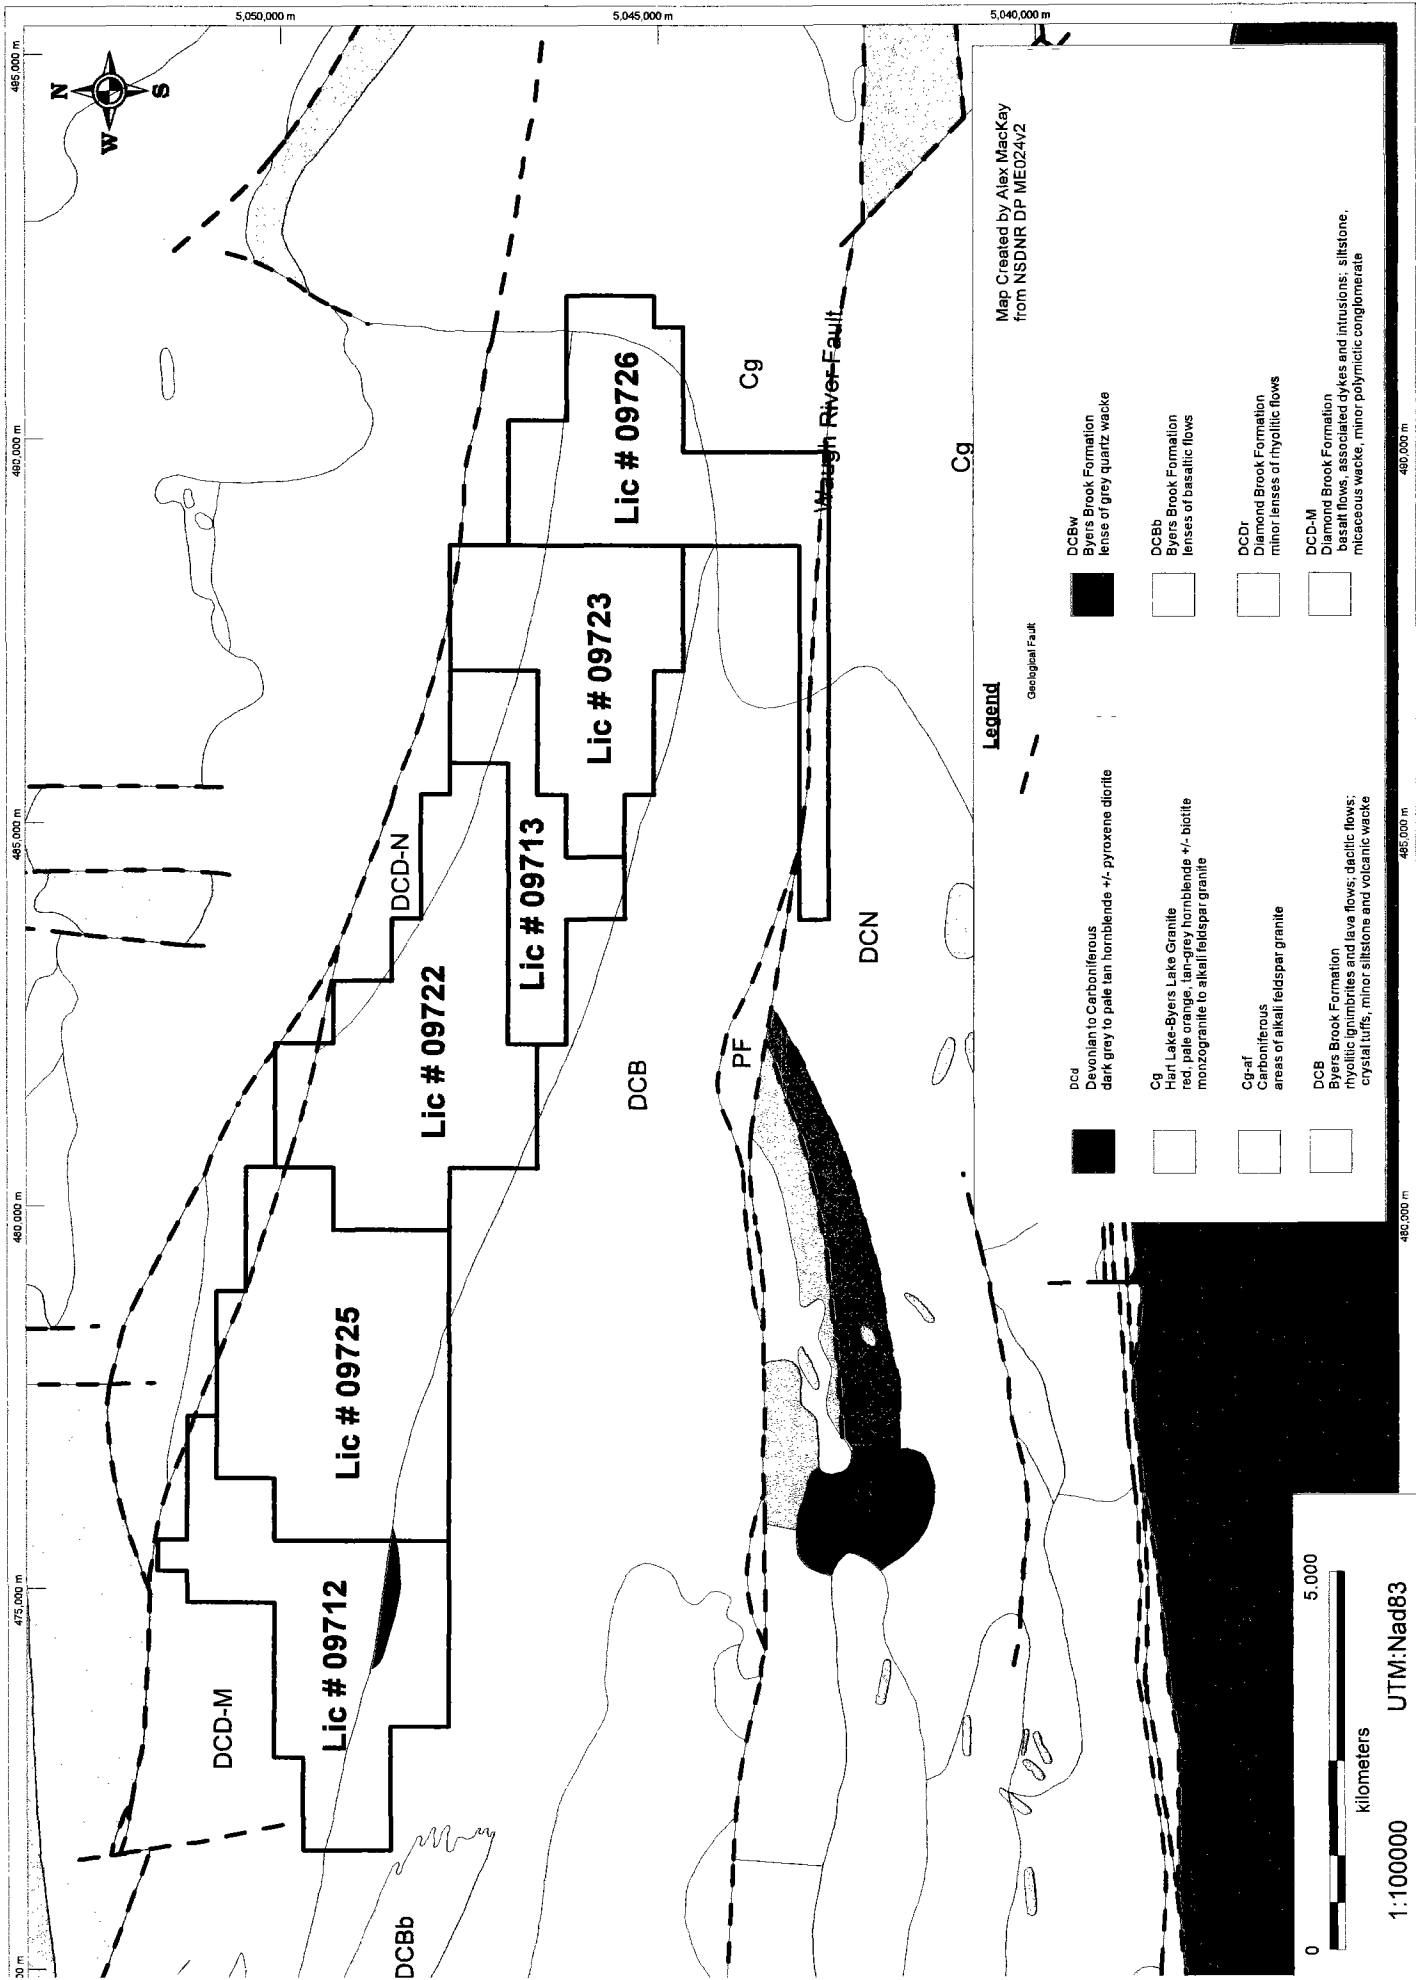 5,050,000 m
5,045,000 m
5,040,000 m
495,000 m
490,000 m
485,000 m
480,000 m
475,000 m
N
S
W
Lic # 09712
Lic # 09725
Lic # 09722
Lic # 09713
Lic # 09723
Lic # 09726
DCD-M
DCD-N
DCBb
DCB
PF
DCN
Cg
Cg
Waugh River Fault
Map Created by Alex MacKay
from NSDNR DP ME024v2
Legend
Geological Fault
DCd
Devonian to Carboniferous
dark grey to pale tan hornblende +/- pyroxene diorite
Cg
Hart Lake-Byers Lake Granite
red, pale orange, tan-grey hornblende +/- biotite
monzogranite to alkali feldspar granite
Cg-af
Carboniferous
areas of alkali feldspar granite
DCB
Byers Brook Formation
rhyolitic ignimbrites and lava flows; dacitic flows;
crystal tuffs, minor siltstone and volcanic wacke
DCBw
Byers Brook Formation
lense of grey quartz wacke
DCBb
Byers Brook Formation
lenses of basaltic flows
DCDr
Diamond Brook Formation
minor lenses of rhyolitic flows
DCD-M
Diamond Brook Formation
basalt flows, associated dykes and intrusions; siltstone,
micaceous wacke, minor polymictic conglomerate
490,000 m
485,000 m
480,000 m
0
5.000
kilometers
1:100000
UTM:Nad83